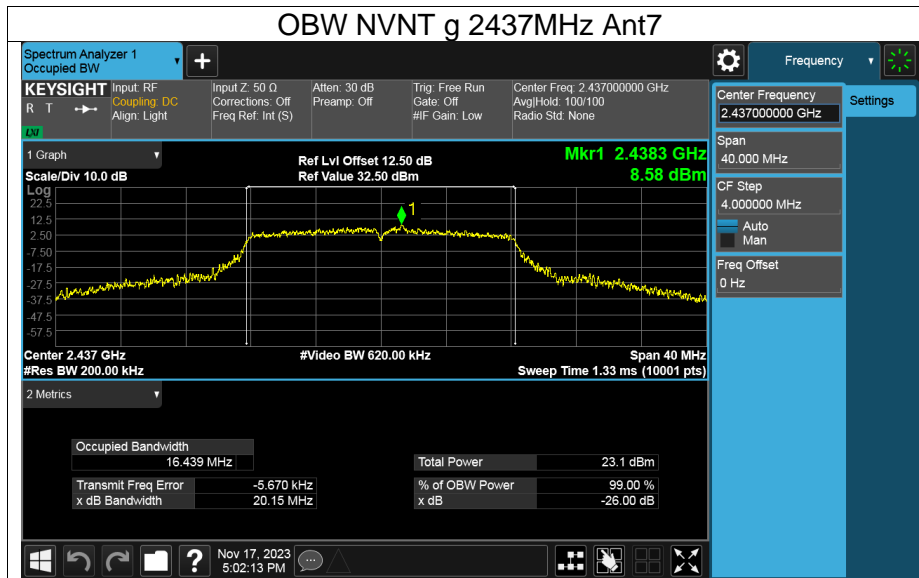 OBW NVNT g 2437MHz Ant7
Spectrum Analyzer 1
Occupied BW
+
Frequency
KEYSIGHT
R T
LXI
Input: RF
Coupling: DC
Align: Light
Input Z: 50 Ω
Corrections: Off
Freq Ref: Int (S)
Atten: 30 dB
Preamp: Off
Trig: Free Run
Gate: Off
#IF Gain: Low
Center Freq: 2.437000000 GHz
Avg|Hold: 100/100
Radio Std: None
Center Frequency
2.437000000 GHz
Settings
Span
40.000 MHz
CF Step
4.000000 MHz
Auto
Man
Freq Offset
0 Hz
1 Graph
Scale/Div 10.0 dB
Ref Lvl Offset 12.50 dB
Ref Value 32.50 dBm
Mkr1 2.4383 GHz
8.58 dBm
Log
22.5
12.5
2.50
-7.50
-17.5
-27.5
-37.5
-47.5
-57.5
1
Center 2.437 GHz
#Res BW 200.00 kHz
#Video BW 620.00 kHz
Span 40 MHz
Sweep Time 1.33 ms (10001 pts)
2 Metrics
Occupied Bandwidth
16.439 MHz
Transmit Freq Error -5.670 kHz
x dB Bandwidth 20.15 MHz
Total Power 23.1 dBm
% of OBW Power 99.00 %
x dB -26.00 dB
?
Nov 17, 2023
5:02:13 PM